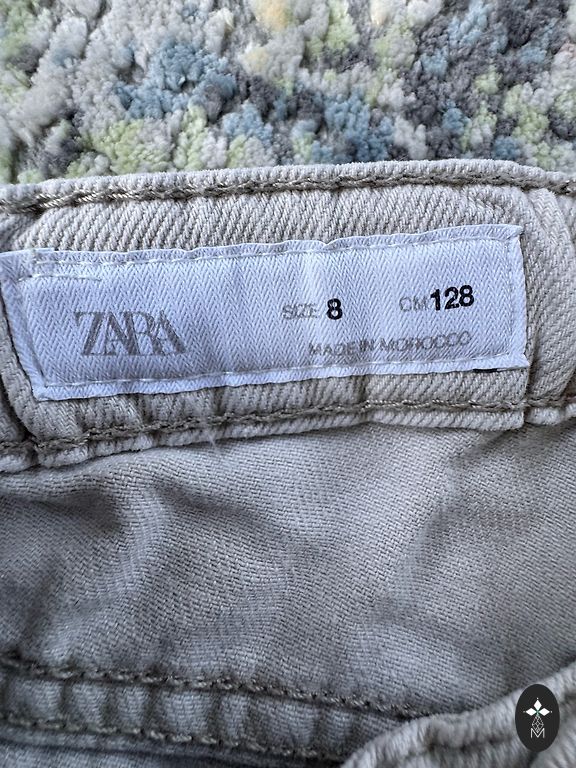 ZARA
SIZE 8 CM 128
MADE IN MOROCCO
M